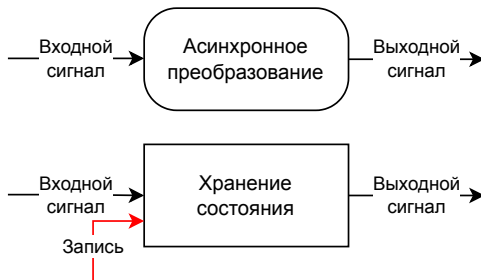 Входной
сигнал
Асинхронное
преобразование
Выходной
сигнал
Входной
сигнал
Хранение
состояния
Выходной
сигнал
Запись